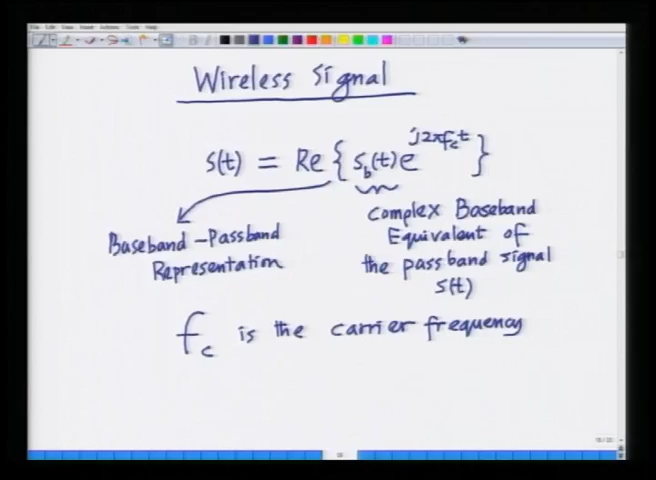 Wireless Signal
s(t) = Re { s_b(t) e^{j2πf_c t} }
Baseband - Passband
Representation
Complex Baseband
Equivalent of
the passband signal
s(t)
f_c is the carrier frequency